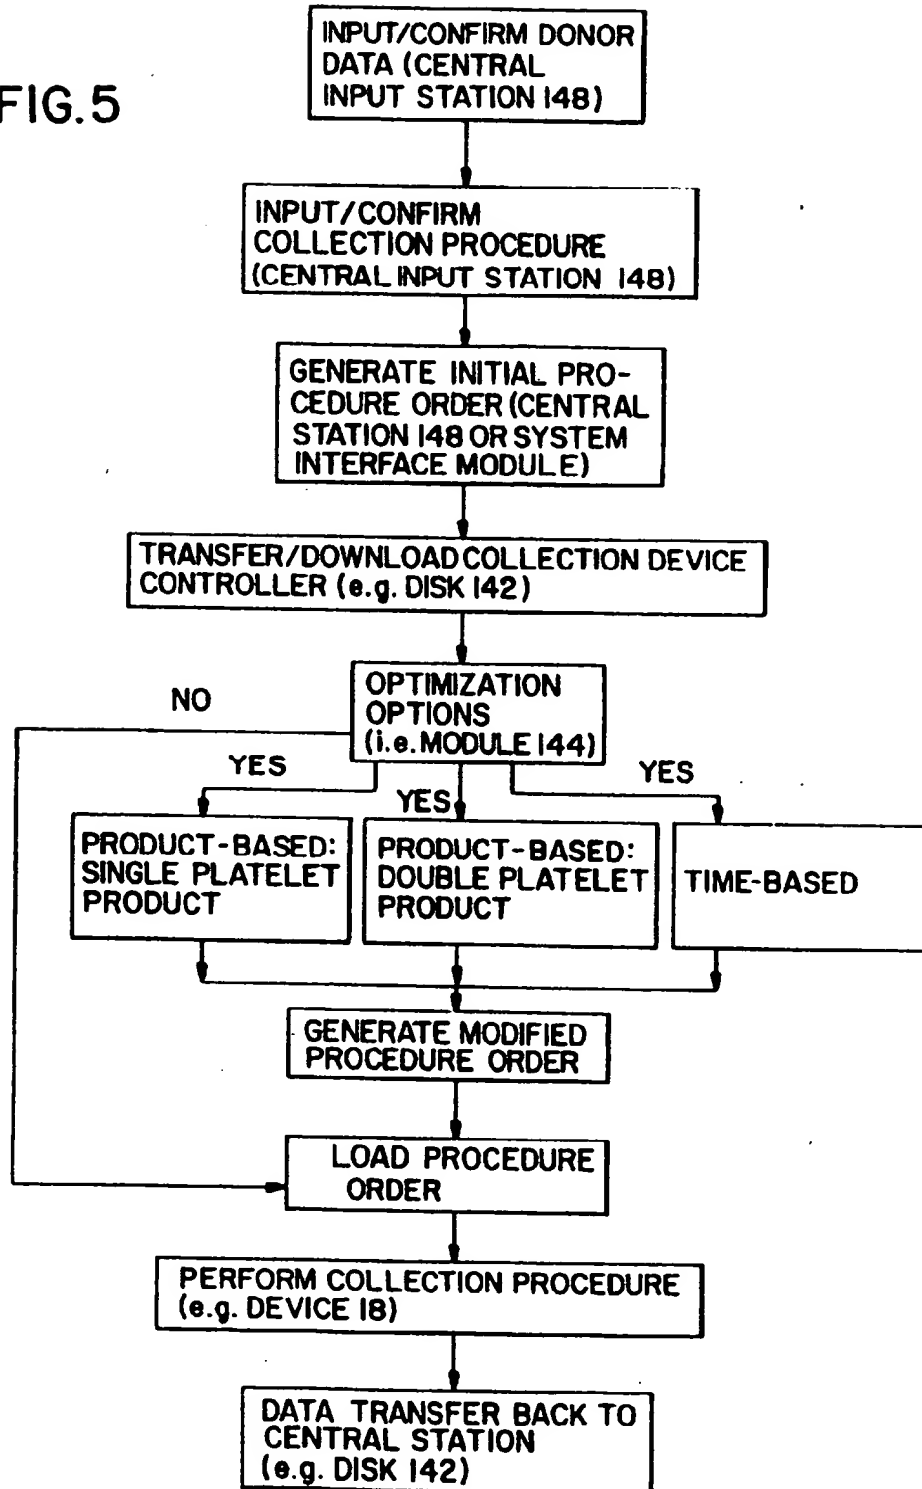 FIG.5
INPUT/CONFIRM DONOR
DATA (CENTRAL
INPUT STATION 148)
INPUT/CONFIRM
COLLECTION PROCEDURE
(CENTRAL INPUT STATION 148)
GENERATE INITIAL PRO-
CEDURE ORDER (CENTRAL
STATION 148 OR SYSTEM
INTERFACE MODULE)
TRANSFER/DOWNLOAD COLLECTION DEVICE
CONTROLLER (e.g. DISK 142)
OPTIMIZATION
OPTIONS
(i.e. MODULE 144)
NO
YES
YES
YES
PRODUCT-BASED:
SINGLE PLATELET
PRODUCT
PRODUCT-BASED:
DOUBLE PLATELET
PRODUCT
TIME-BASED
GENERATE MODIFIED
PROCEDURE ORDER
LOAD PROCEDURE
ORDER
PERFORM COLLECTION PROCEDURE
(e.g. DEVICE 18)
DATA TRANSFER BACK TO
CENTRAL STATION
(e.g. DISK 142)